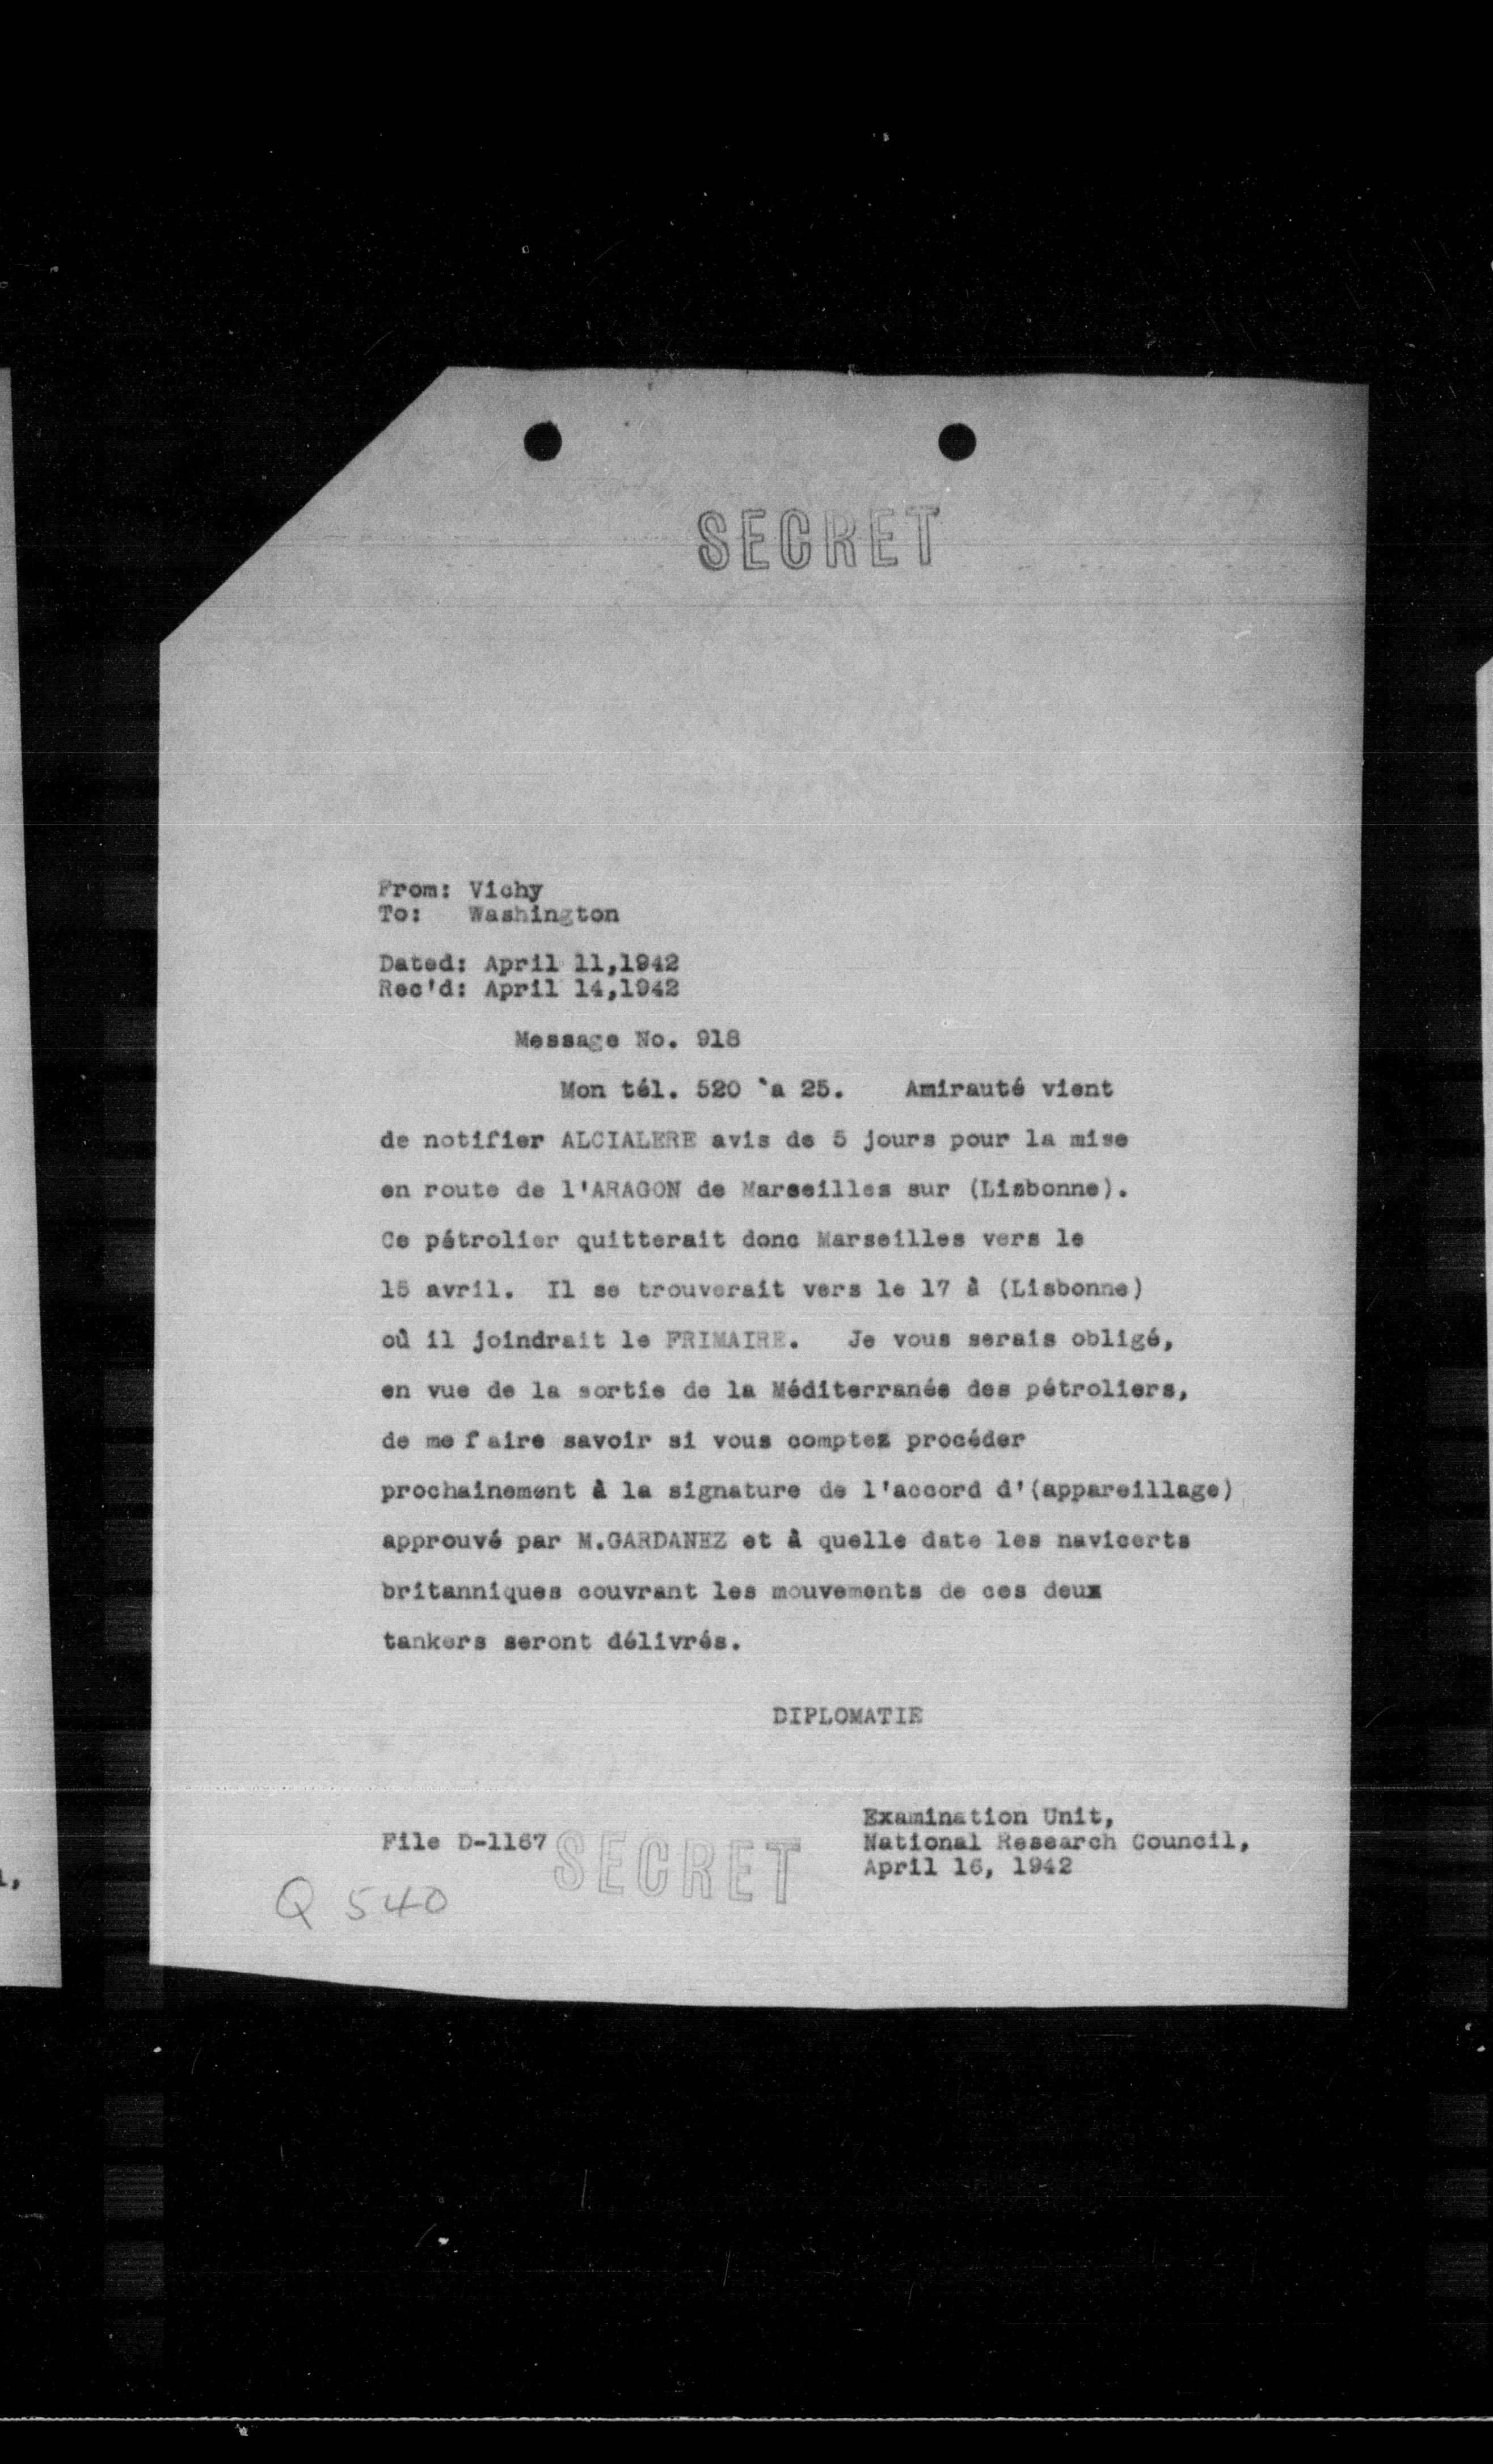 SECRET
From: Vichy
To: Washington
Dated: April 11,1942
Rec'd: April 14,1942
Message No. 918
Mon tél. 520 `a 25. Amirauté vient
de notifier ALCIALERE avis de 5 jours pour la mise
en route de l'ARAGON de Marseilles sur (Lisbonne).
Ce pétrolier quitterait donc Marseilles vers le
15 avril. Il se trouverait vers le 17 à (Lisbonne)
où il joindrait le FRIMAIRE. Je vous serais obligé,
en vue de la sortie de la Méditerranée des pétroliers,
de me faire savoir si vous comptez procéder
prochainement à la signature de l'accord d'(appareillage)
approuvé par M.GARDANEZ et à quelle date les navicerts
britanniques couvrant les mouvements de ces deux
tankers seront délivrés.
DIPLOMATIE
Examination Unit,
File D-1167 SECRET National Research Council,
April 16, 1942
Q 540